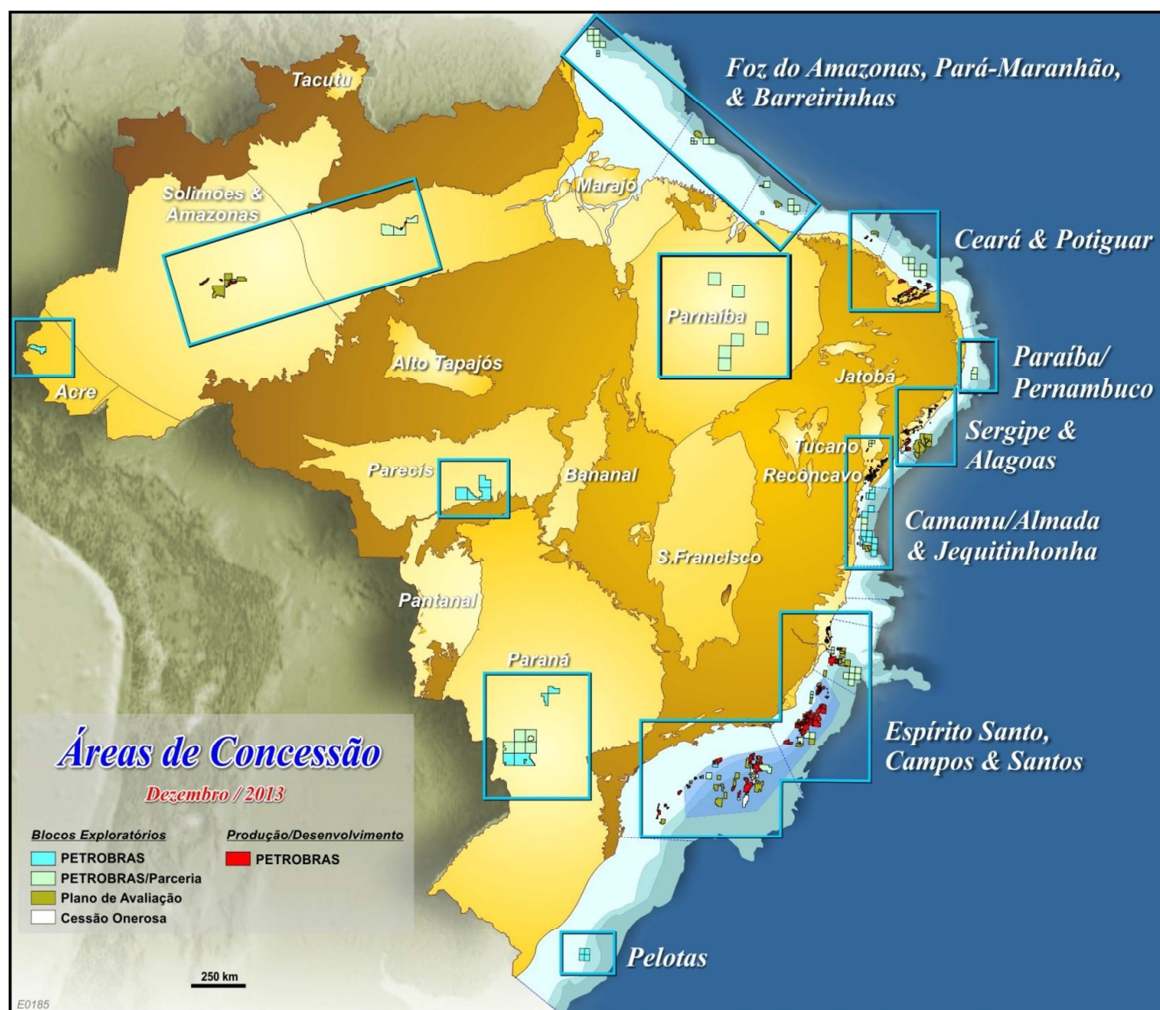 Tacutu
Foz do Amazonas, Pará-Maranhão,
& Barreirinhas
Solimões &
Amazonas
Marajó
Ceará & Potiguar
Parnaíba
Acre
Alto Tapajós
Jatobá
Paraíba/
Pernambuco
Sergipe &
Alagoas
Tucano
Recôncavo
Parecís
Bananal
Camamu/Almada
& Jequitinhonha
S.Francisco
Pantanal
Paraná
Espírito Santo,
Campos & Santos
Pelotas
Áreas de Concessão
Dezembro / 2013
Blocos Exploratórios
PETROBRAS
PETROBRAS/Parceria
Plano de Avaliação
Cessão Onerosa
Produção/Desenvolvimento
PETROBRAS
250 km
E0185